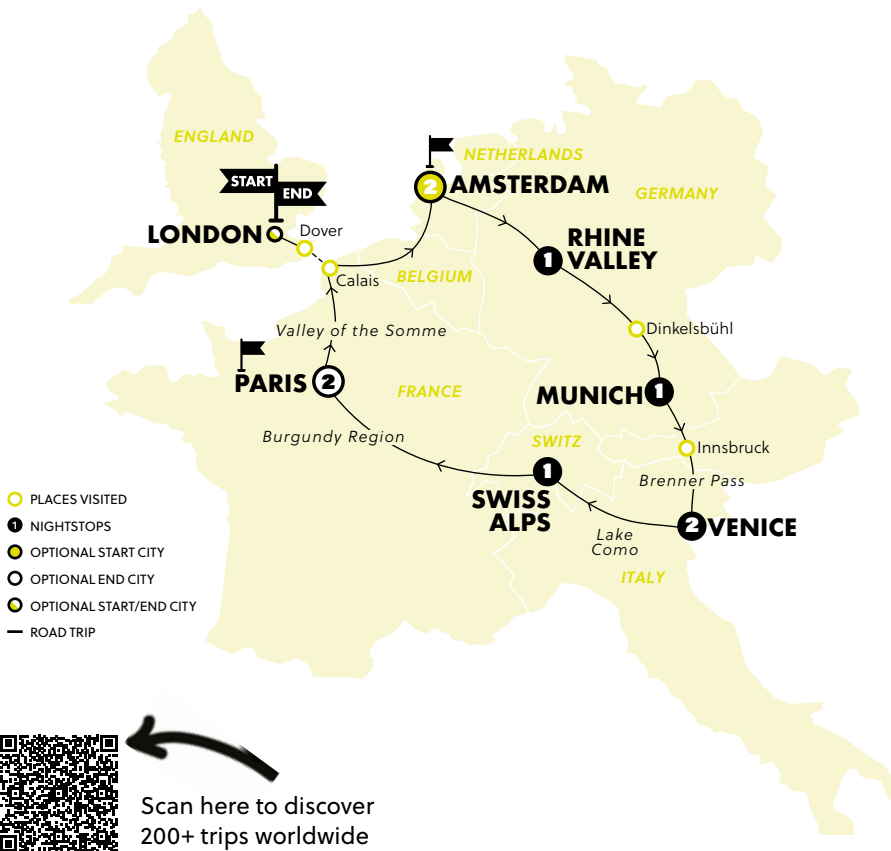 ENGLAND
NETHERLANDS
START
END
2 AMSTERDAM
GERMANY
LONDON
Dover
RHINE
1 VALLEY
Calais
BELGIUM
Dinkelsbühl
Valley of the Somme
PARIS 2
FRANCE
MUNICH 1
Burgundy Region
SWITZ
Innsbruck
1
Brenner Pass
SWISS
ALPS
2 VENICE
Lake
Como
ITALY
PLACES VISITED
1 NIGHTSTOPS
OPTIONAL START CITY
OPTIONAL END CITY
OPTIONAL START/END CITY
ROAD TRIP
Scan here to discover
200+ trips worldwide